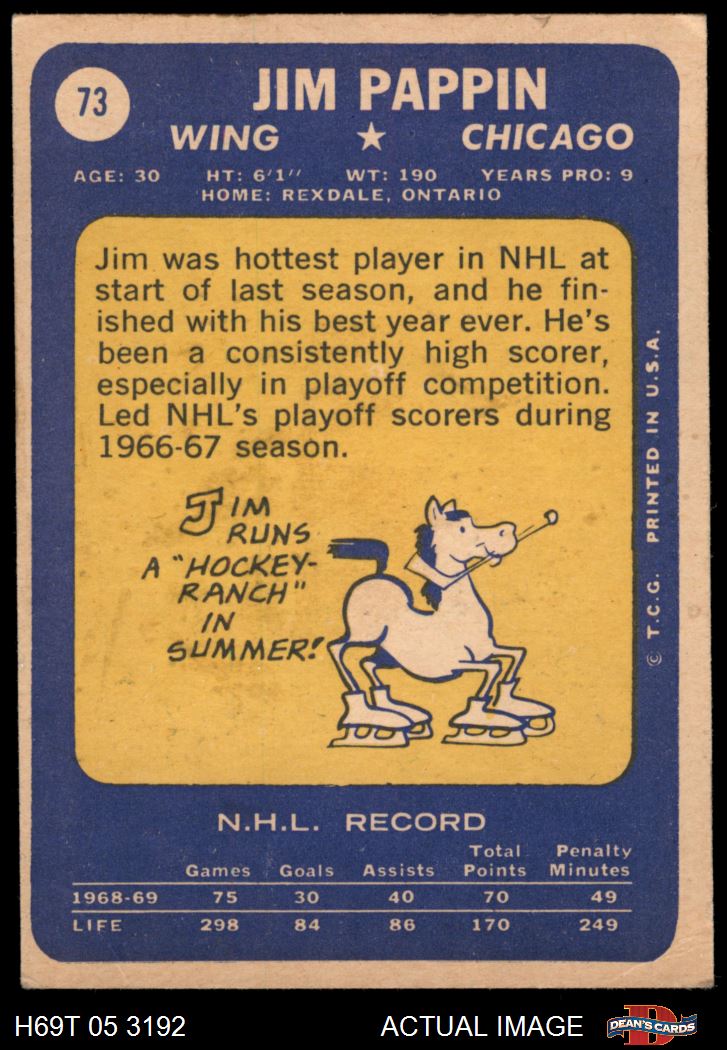 73
JIM PAPPIN
WING ★ CHICAGO
AGE: 30 HT: 6'1" WT: 190 YEARS PRO: 9
HOME: REXDALE, ONTARIO
Jim was hottest player in NHL at
start of last season, and he fin-
ished with his best year ever. He's
been a consistently high scorer,
especially in playoff competition.
Led NHL's playoff scorers during
1966-67 season.
JIM
RUNS
A "HOCKEY-
RANCH"
IN
SUMMER!
© T.C.G. PRINTED IN U.S.A.
N.H.L. RECORD
Total Penalty
Games Goals Assists Points Minutes
1968-69 75 30 40 70 49
LIFE 298 84 86 170 249
H69T 05 3192 ACTUAL IMAGE
D
DEAN'S CARDS